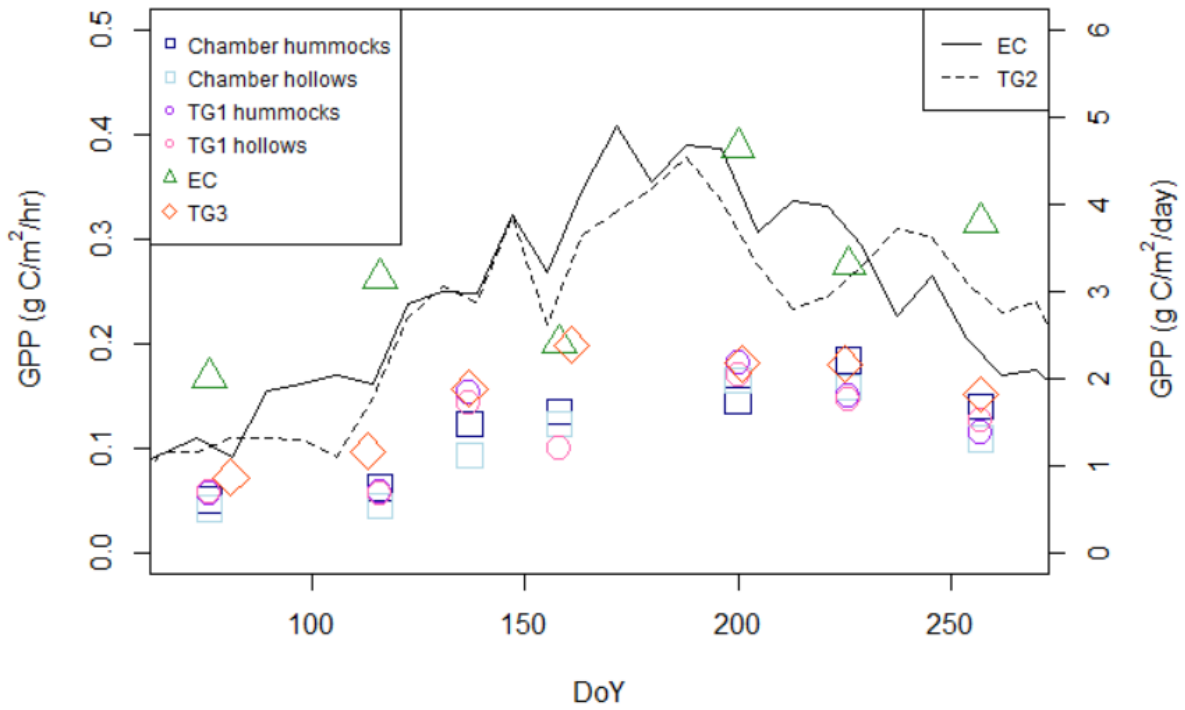 Chamber hummocks
Chamber hollows
TG1 hummocks
TG1 hollows
EC
TG3
EC
TG2
GPP (g C/m²/hr)
0.5
0.4
0.3
0.2
0.1
0.0
GPP (g C/m²/day)
6
5
4
3
2
1
0
100 150 200 250
DoY